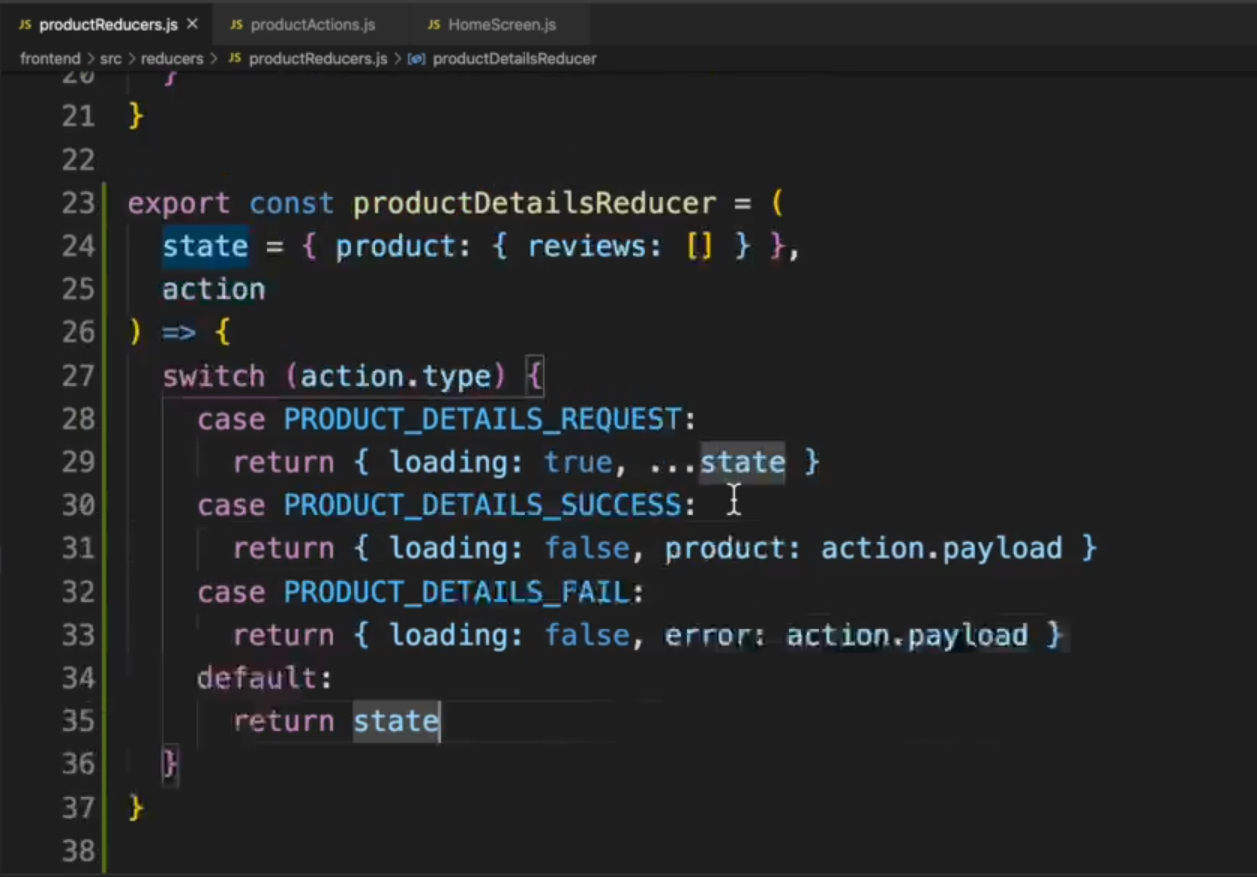 JS productReducers.js × JS productActions.js JS HomeScreen.js
frontend > src > reducers > JS productReducers.js > productDetailsReducer
20 }
21 }
22
23 export const productDetailsReducer = (
24 state = { product: { reviews: [] } },
25 action
26 ) => {
27 switch (action.type) {
28 case PRODUCT_DETAILS_REQUEST:
29 return { loading: true, ...state }
30 case PRODUCT_DETAILS_SUCCESS:
31 return { loading: false, product: action.payload }
32 case PRODUCT_DETAILS_FAIL:
33 return { loading: false, error: action.payload }
34 default:
35 return state
36 }
37 }
38